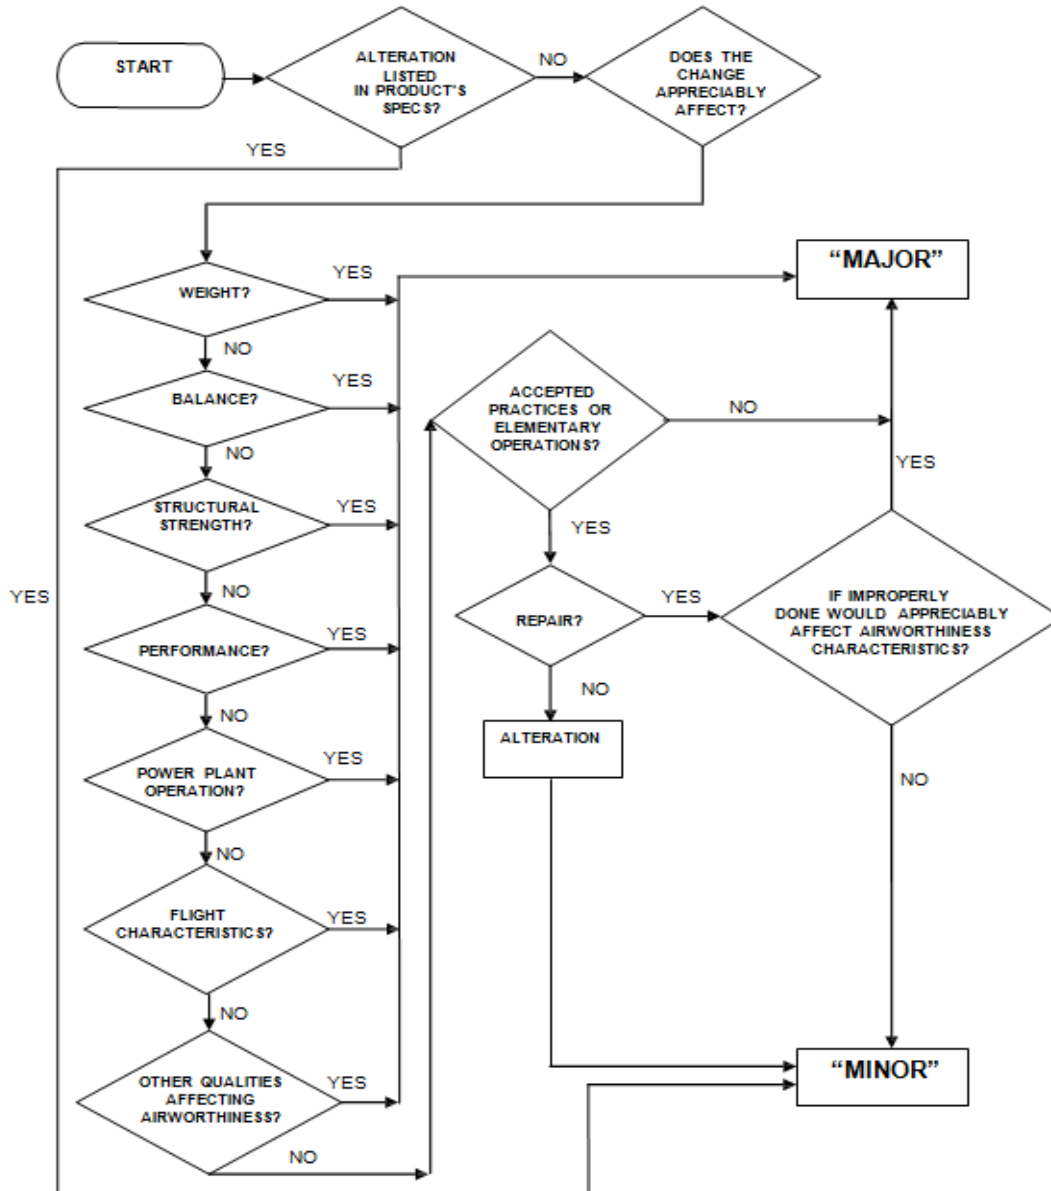 START
ALTERATION
LISTED
IN PRODUCT'S
SPECS?
NO
DOES THE
CHANGE
APPRECIABLY
AFFECT?
YES
"MAJOR"
WEIGHT?
YES
NO
BALANCE?
YES
NO
ACCEPTED
PRACTICES OR
ELEMENTARY
OPERATIONS?
NO
YES
STRUCTURAL
STRENGTH?
YES
NO
YES
YES
REPAIR?
YES
IF IMPROPERLY
DONE WOULD APPRECIABLY
AFFECT AIRWORTHINESS
CHARACTERISTICS?
PERFORMANCE?
YES
NO
NO
ALTERATION
POWER PLANT
OPERATION?
YES
NO
NO
FLIGHT
CHARACTERISTICS?
YES
NO
OTHER QUALITIES
AFFECTING
AIRWORTHINESS?
YES
"MINOR"
NO